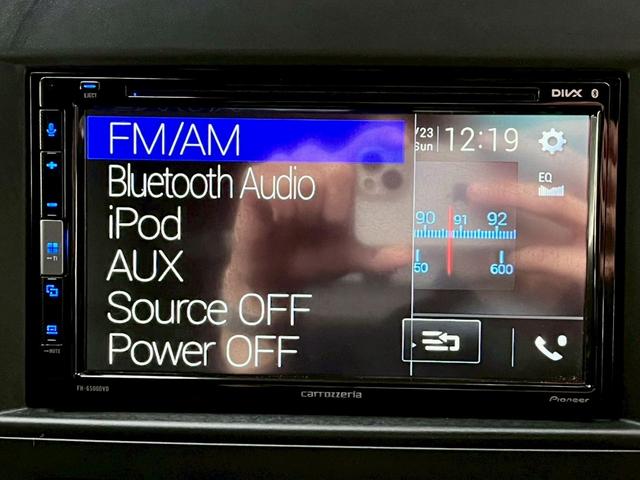 EJECT
DIVX
FM/AM
/23
Sun
12:19
Bluetooth Audio
EQ
iPod
90 91 92
AUX
50 600
Source OFF
Power OFF
MUTE
FH-6500DVD
carrozzeria
Pioneer